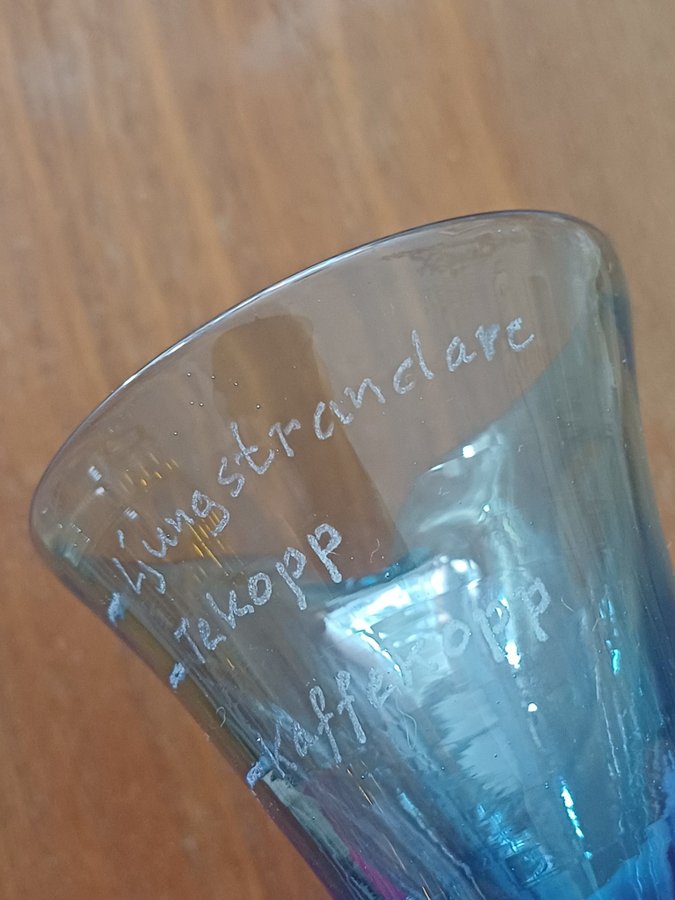 - Ljungstrandare
- Tekopp
- Kaffekopp